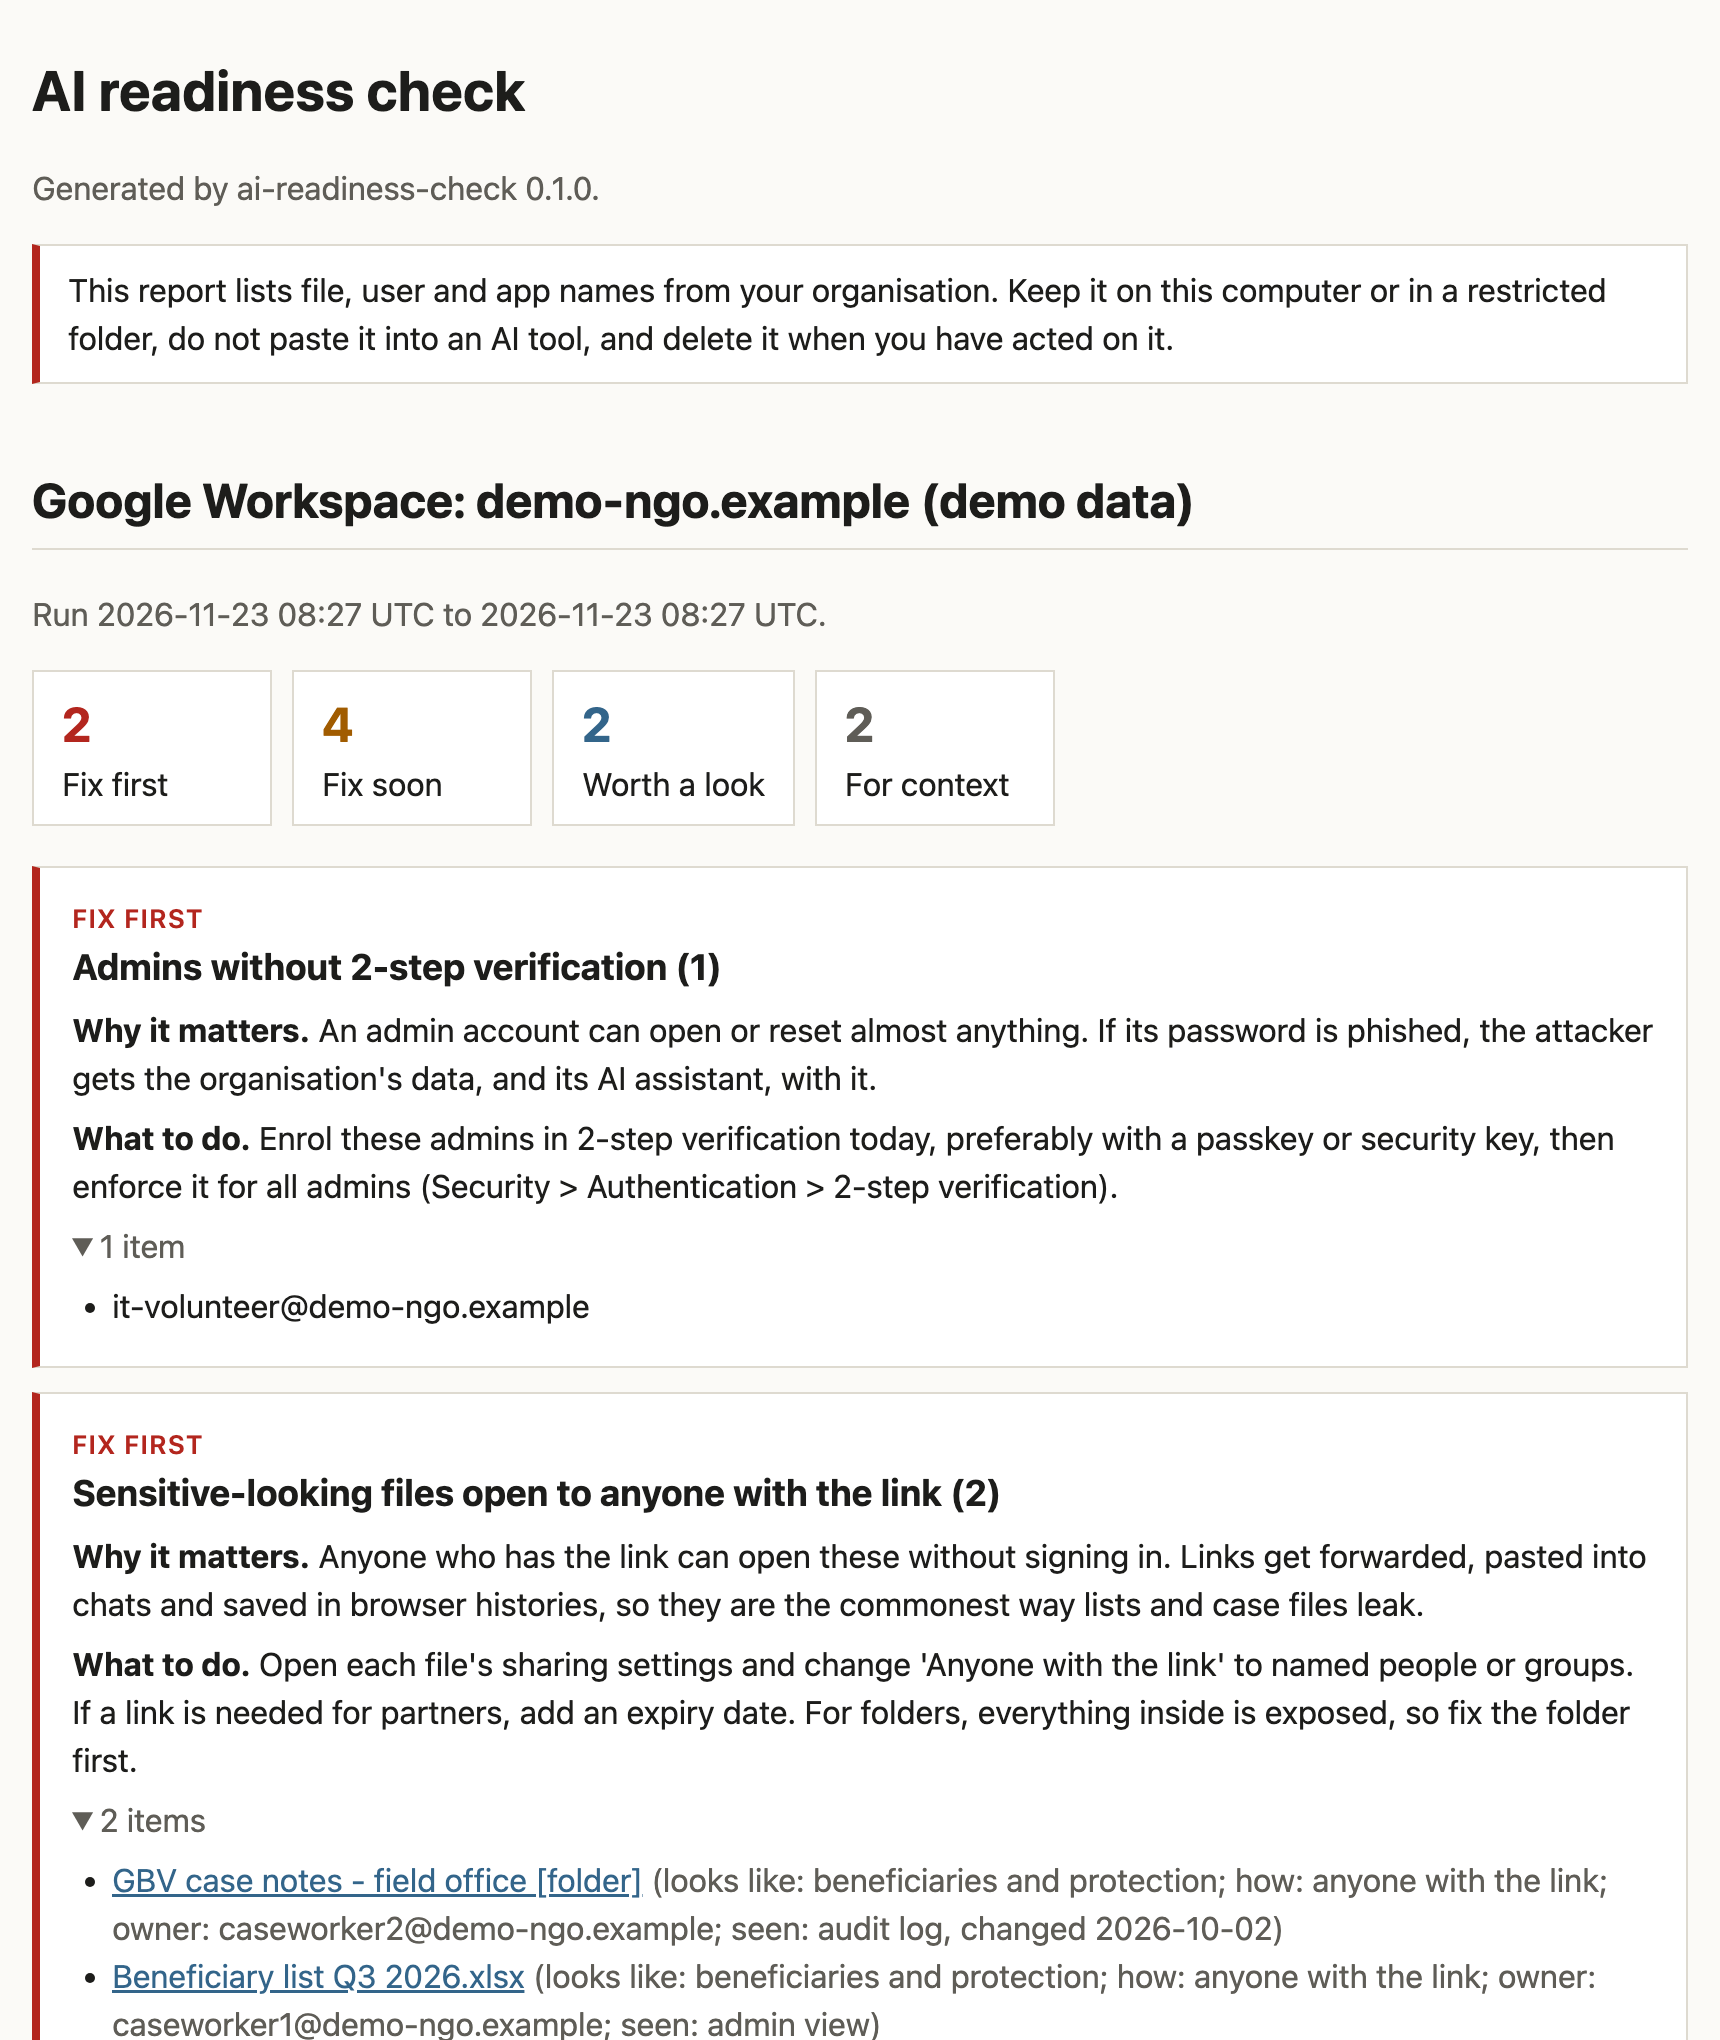 AI readiness check
Generated by ai-readiness-check 0.1.0.
This report lists file, user and app names from your organisation. Keep it on this computer or in a restricted
folder, do not paste it into an AI tool, and delete it when you have acted on it.
Google Workspace: demo-ngo.example (demo data)
Run 2026-11-23 08:27 UTC to 2026-11-23 08:27 UTC.
2
Fix first
4
Fix soon
2
Worth a look
2
For context
FIX FIRST
Admins without 2-step verification (1)
Why it matters. An admin account can open or reset almost anything. If its password is phished, the attacker
gets the organisation's data, and its AI assistant, with it.
What to do. Enrol these admins in 2-step verification today, preferably with a passkey or security key, then
enforce it for all admins (Security > Authentication > 2-step verification).
▼ 1 item
• it-volunteer@demo-ngo.example
FIX FIRST
Sensitive-looking files open to anyone with the link (2)
Why it matters. Anyone who has the link can open these without signing in. Links get forwarded, pasted into
chats and saved in browser histories, so they are the commonest way lists and case files leak.
What to do. Open each file's sharing settings and change 'Anyone with the link' to named people or groups.
If a link is needed for partners, add an expiry date. For folders, everything inside is exposed, so fix the folder
first.
▼ 2 items
• GBV case notes - field office [folder] (looks like: beneficiaries and protection; how: anyone with the link;
owner: caseworker2@demo-ngo.example; seen: audit log, changed 2026-10-02)
• Beneficiary list Q3 2026.xlsx (looks like: beneficiaries and protection; how: anyone with the link; owner:
caseworker1@demo-ngo.example; seen: admin view)